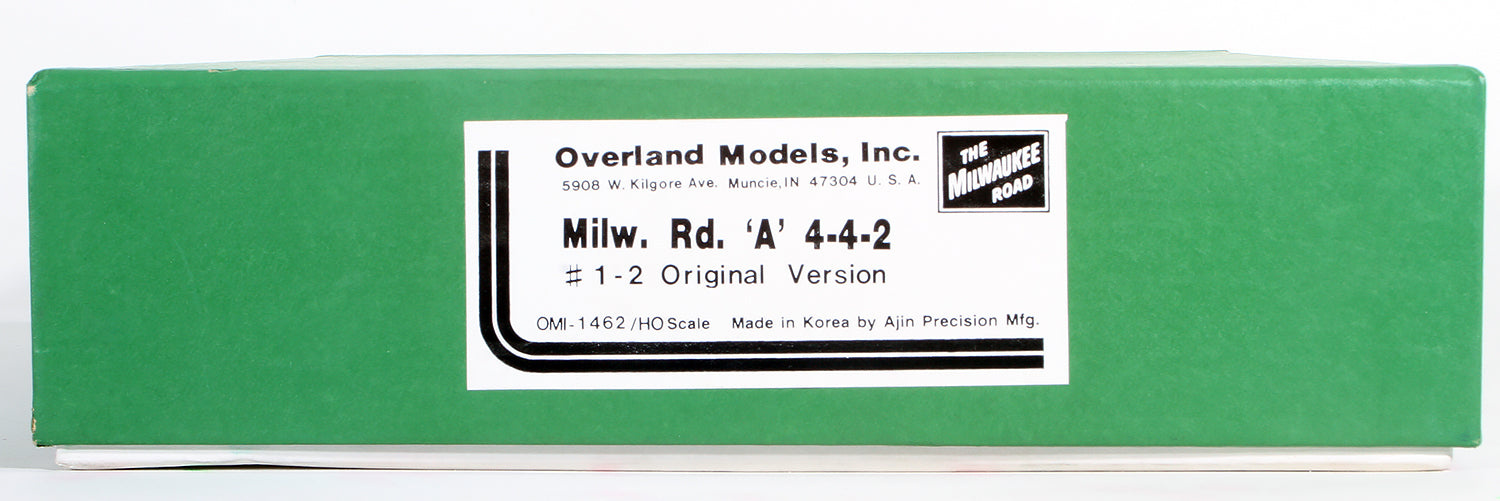 Overland Models, Inc.
5908 W. Kilgore Ave. Muncie, IN 47304 U. S. A.
THE
MILWAUKEE
ROAD
Milw. Rd. ‘A’ 4-4-2
# 1-2 Original Version
OMI-1462/HO Scale Made in Korea by Ajin Precision Mfg.